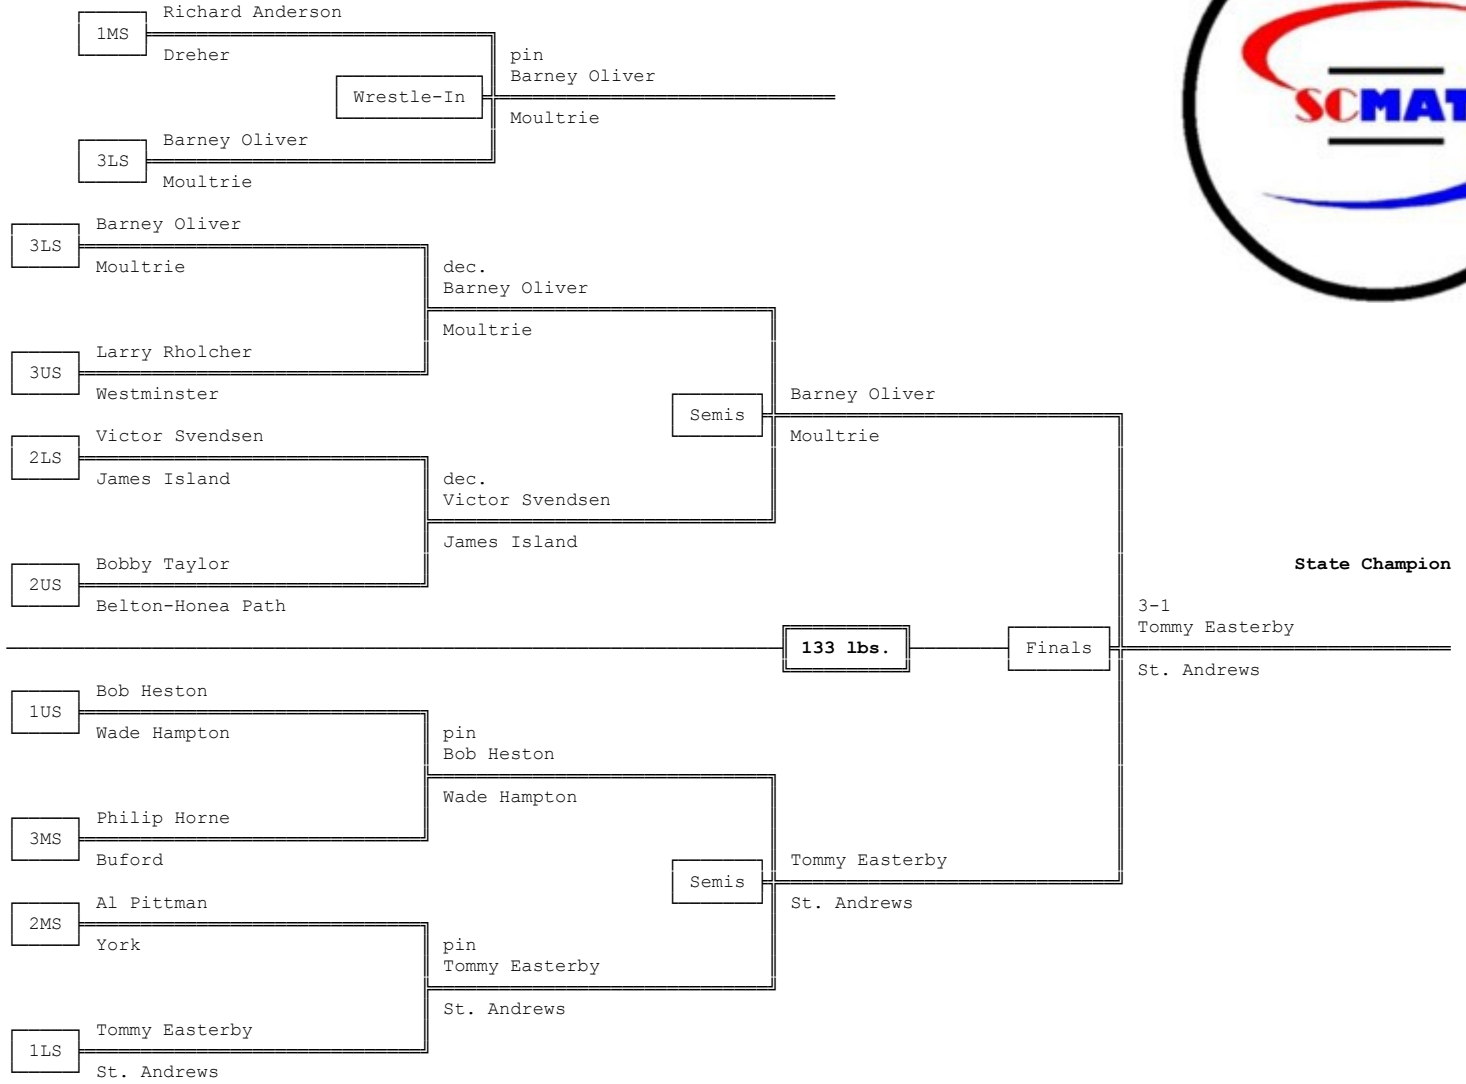 Richard Anderson
1MS
Dreher
pin
Barney Oliver
Wrestle-In
Moultrie
Barney Oliver
3LS
Moultrie
SCMAT
Barney Oliver
3LS
Moultrie
dec.
Barney Oliver
Moultrie
Larry Rholcher
3US
Westminster
Barney Oliver
Semis
Moultrie
Victor Svendsen
2LS
James Island
dec.
Victor Svendsen
James Island
Bobby Taylor
2US
Belton-Honea Path
State Champion
3-1
Tommy Easterby
133 lbs.
Finals
St. Andrews
Bob Heston
1US
Wade Hampton
pin
Bob Heston
Wade Hampton
Philip Horne
3MS
Buford
Tommy Easterby
Semis
St. Andrews
Al Pittman
2MS
York
pin
Tommy Easterby
St. Andrews
Tommy Easterby
1LS
St. Andrews